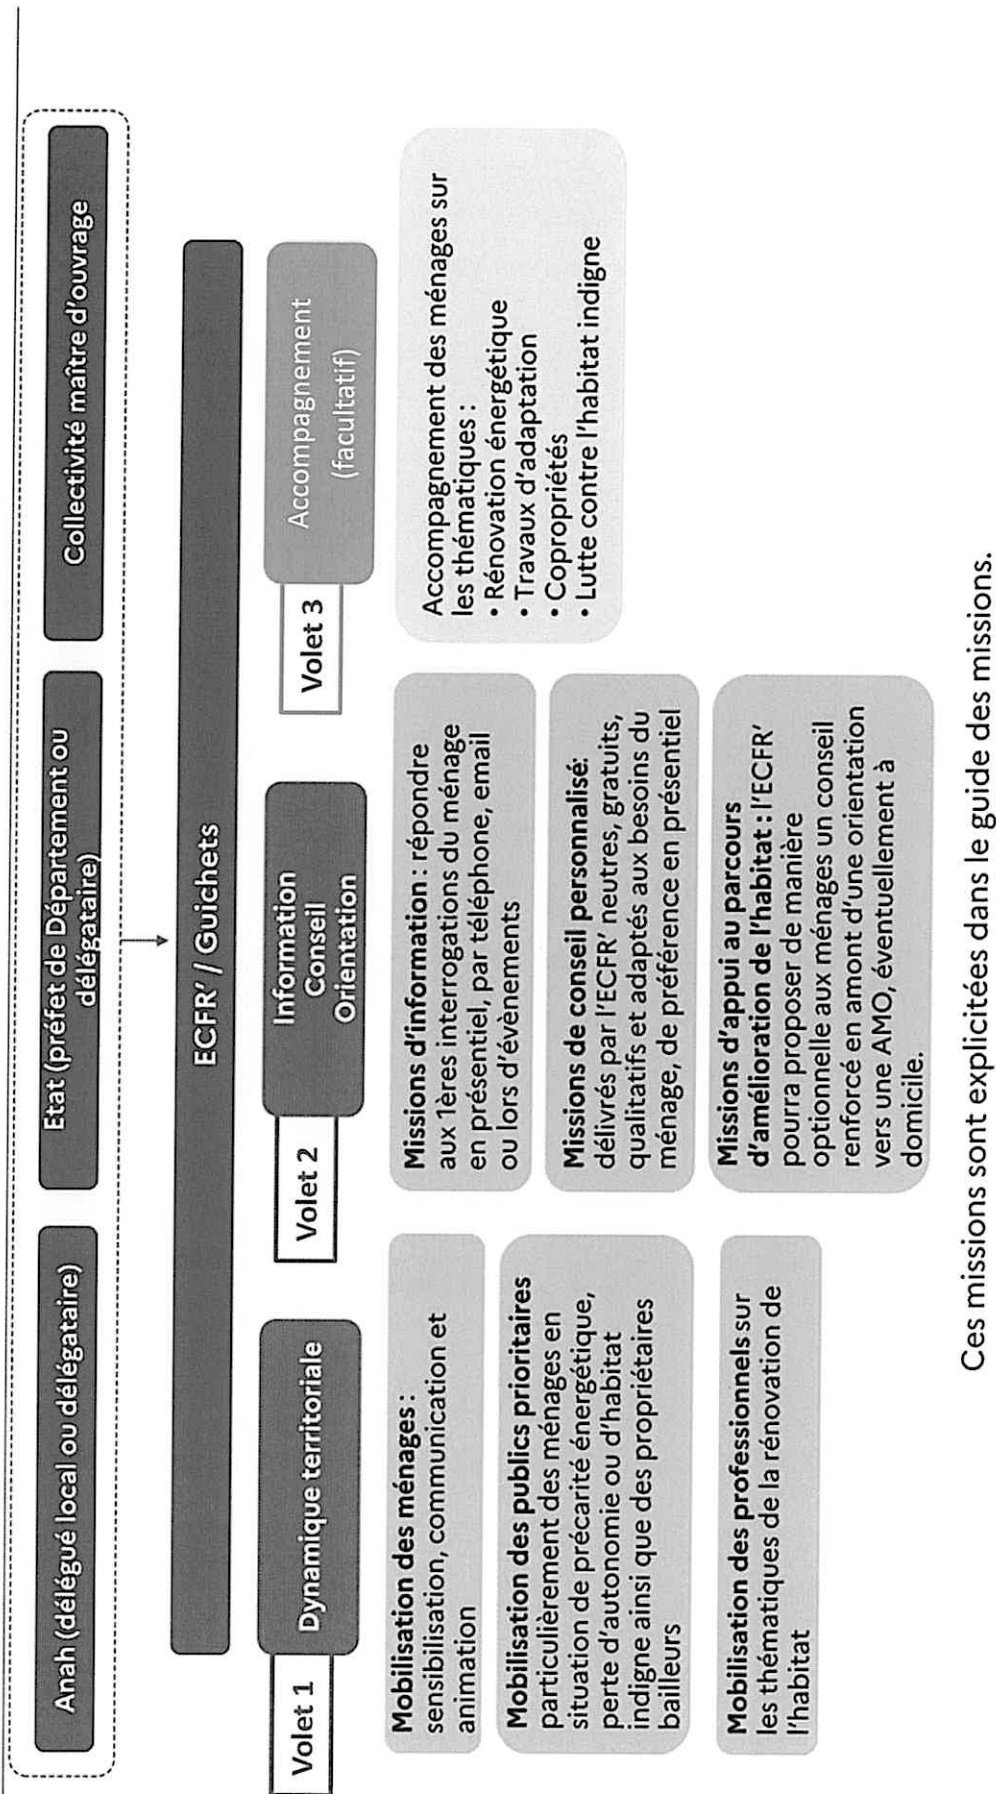 Anah (délégué local ou délégataire)
Etat (préfet de Département ou
délégataire)
Collectivité maître d'ouvrage
ECFR' / Guichets
Volet 1
Dynamique territoriale
Mobilisation des ménages :
sensibilisation, communication et
animation
Mobilisation des publics prioritaires
particulièrement des ménages en
situation de précarité énergétique,
perte d'autonomie ou d'habitat
indigne ainsi que des propriétaires
bailleurs
Mobilisation des professionnels sur
les thématiques de la rénovation de
l'habitat
Volet 2
Information
Conseil
Orientation
Missions d'information : répondre
aux 1ères interrogations du ménage
en présentiel, par téléphone, email
ou lors d'évènements
Missions de conseil personnalisé:
délivrés par l'ECFR' neutres, gratuits,
qualitatifs et adaptés aux besoins du
ménage, de préférence en présentiel
Missions d'appui au parcours
d'amélioration de l'habitat : l'ECFR'
pourra proposer de manière
optionnelle aux ménages un conseil
renforcé en amont d'une orientation
vers une AMO, éventuellement à
domicile.
Volet 3
Accompagnement
(facultatif)
Accompagnement des ménages sur
les thématiques :
• Rénovation énergétique
• Travaux d'adaptation
• Copropriétés
• Lutte contre l'habitat indigne
Ces missions sont explicitées dans le guide des missions.